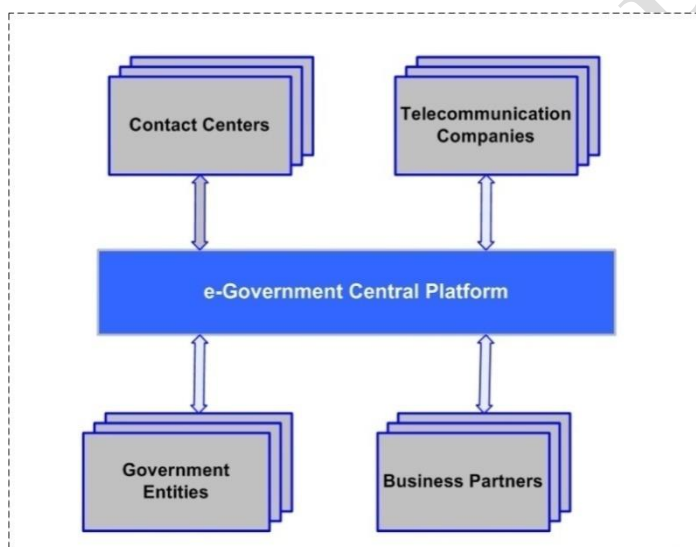 Contact Centers
Telecommunication
Companies
e-Government Central Platform
Government
Entities
Business Partners